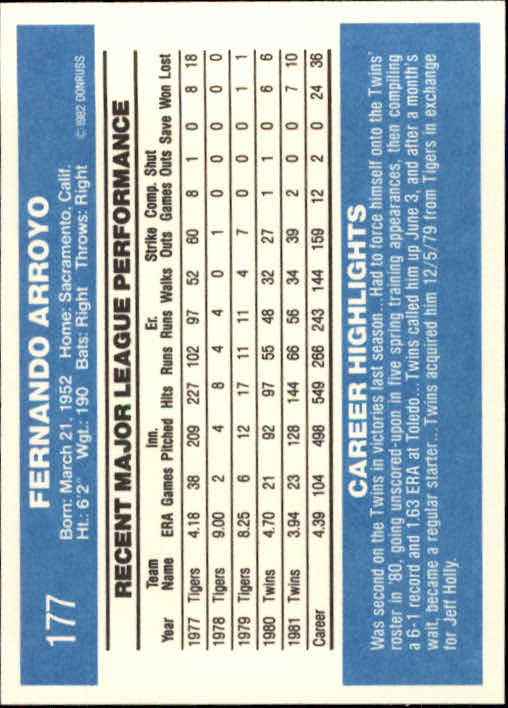 177 FERNANDO ARROYO
Born: March 21, 1952 Home: Sacramento, Calif.
Ht.: 6'2" Wgt.: 190 Bats: Right Throws: Right ©1982 DONRUSS
RECENT MAJOR LEAGUE PERFORMANCE
Team Inn. Er. Strike Comp. Shut
Year Name ERA Games Pitched Hits Runs Runs Walks Outs Games Outs Save Won Lost
1977 Tigers 4.18 38 209 227 102 97 52 60 8 1 0 8 18
1978 Tigers 9.00 2 4 8 4 4 0 1 0 0 0 0 0
1979 Tigers 8.25 6 12 17 11 11 4 7 0 0 0 1 1
1980 Twins 4.70 21 92 97 55 48 32 27 1 1 0 6 6
1981 Twins 3.94 23 128 144 66 56 34 39 2 0 0 7 10
Career 4.39 104 498 549 266 243 144 159 12 2 0 24 36
CAREER HIGHLIGHTS
Was second on the Twins in victories last season...Had to force himself onto the Twins'
roster in '80, going unscored-upon in five spring training appearances, then compiling
a 6-1 record and 1.63 ERA at Toledo...Twins called him up June 3, and after a month's
wait, became a regular starter...Twins acquired him 12/5/79 from Tigers in exchange
for Jeff Holly.